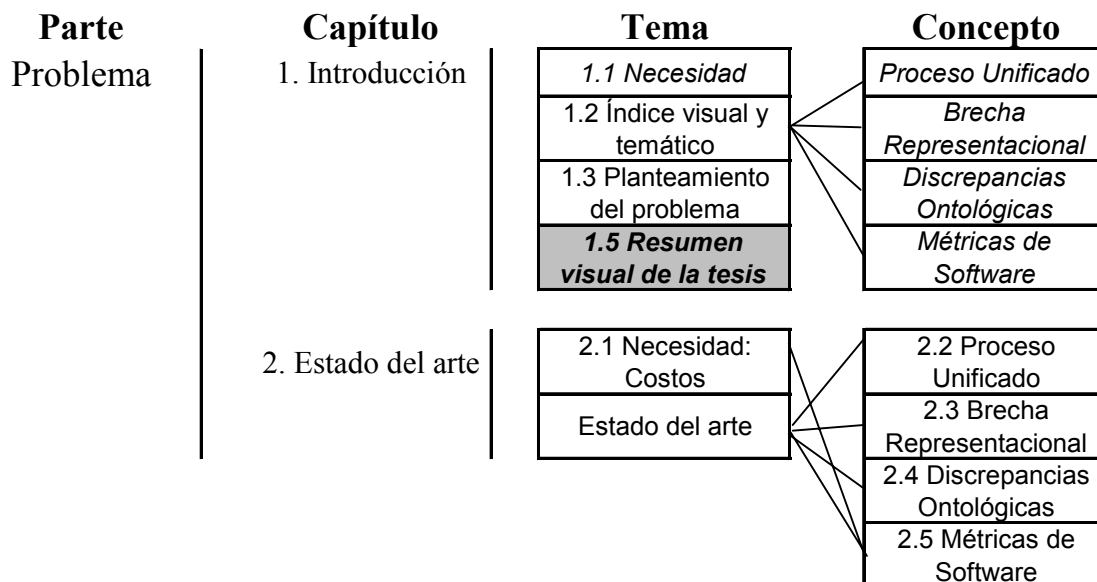 Parte Capítulo Tema Concepto
Problema
1. Introducción
1.1 Necesidad
1.2 Índice visual y
temático
1.3 Planteamiento
del problema
1.5 Resumen
visual de la tesis
Proceso Unificado
Brecha
Representacional
Discrepancias
Ontológicas
Métricas de
Software
2. Estado del arte
2.1 Necesidad:
Costos
Estado del arte
2.2 Proceso
Unificado
2.3 Brecha
Representacional
2.4 Discrepancias
Ontológicas
2.5 Métricas de
Software